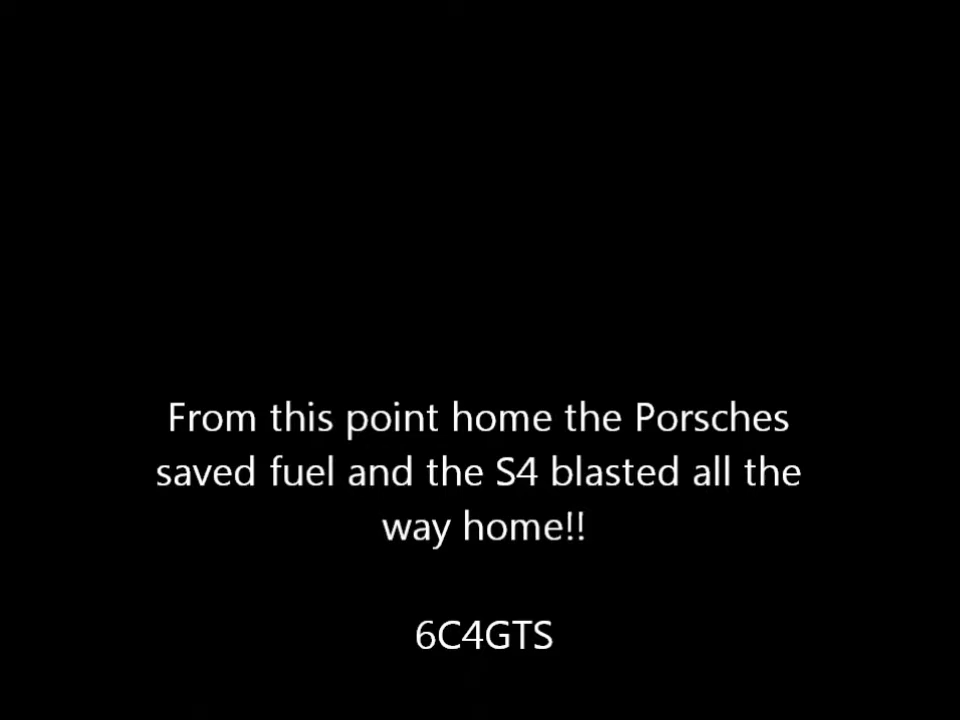 From this point home the Porsches
saved fuel and the S4 blasted all the
way home!!
6C4GTS